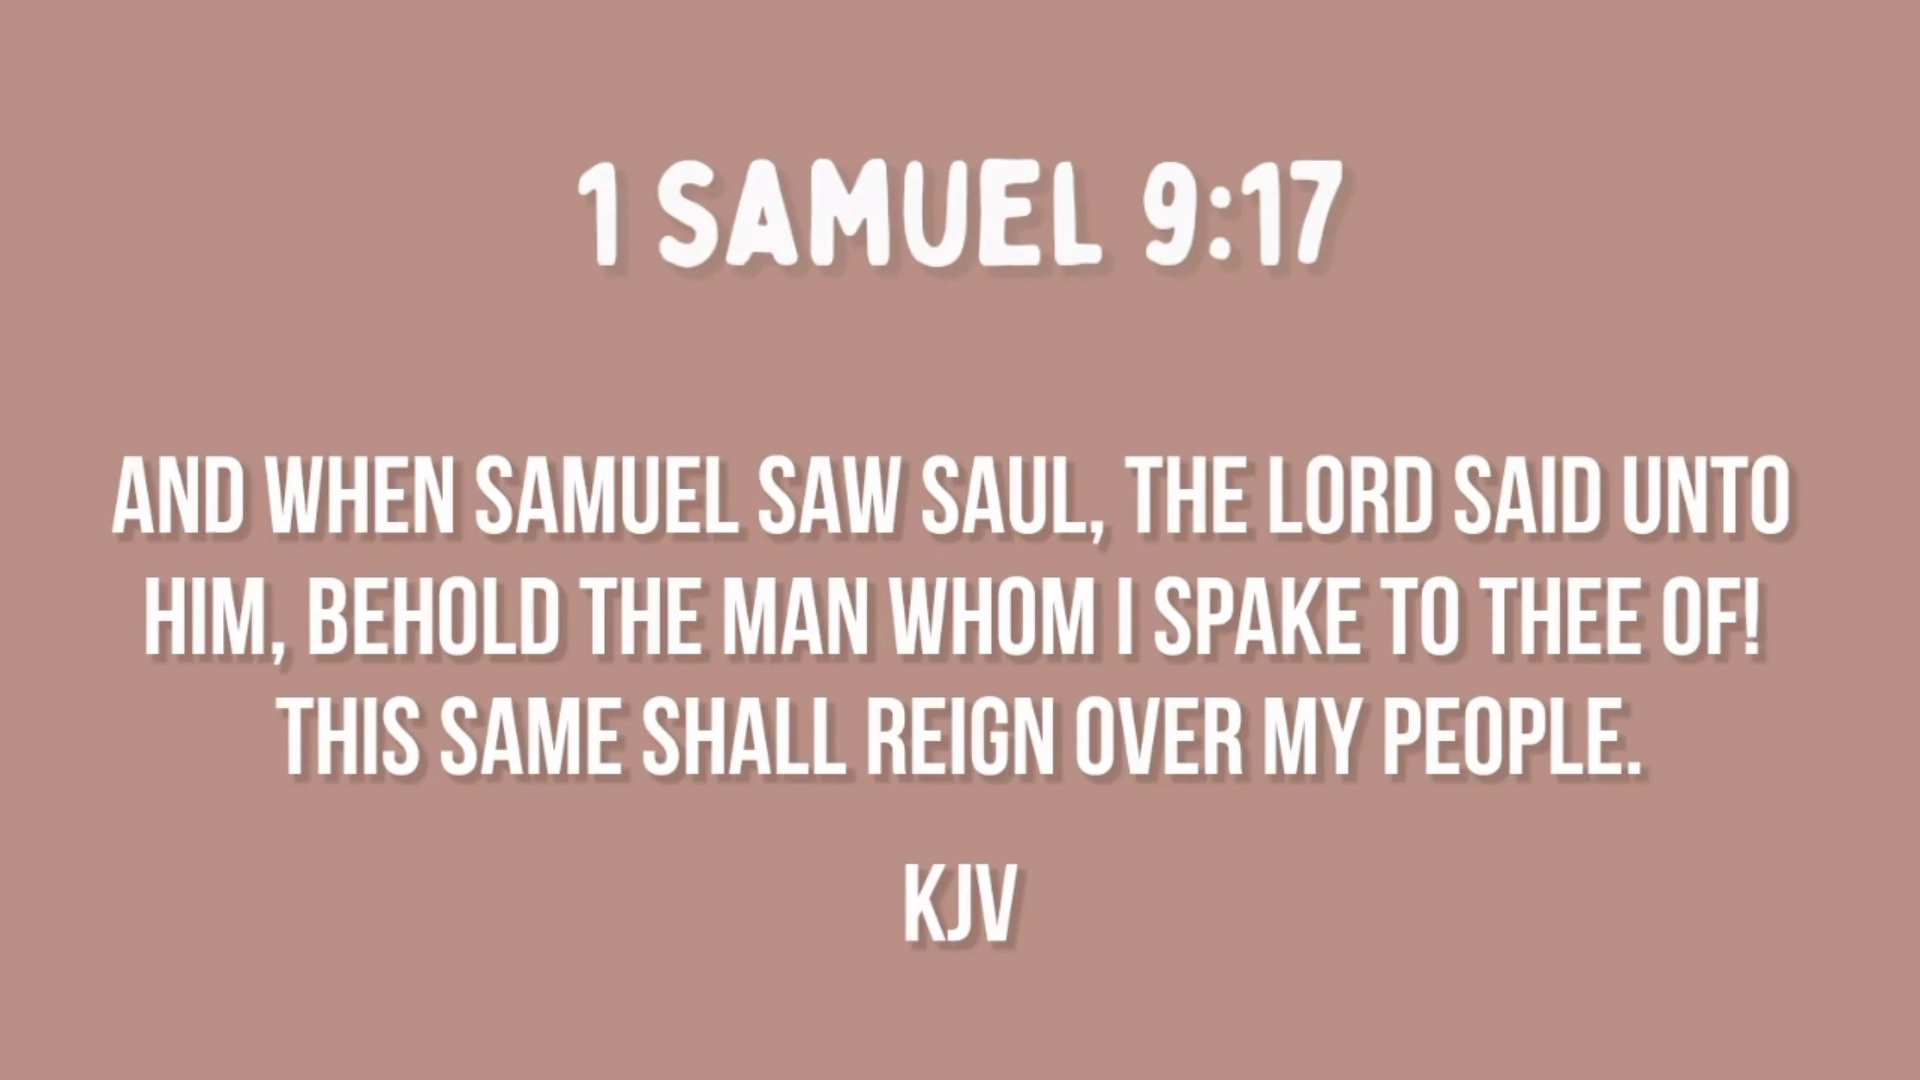 1 SAMUEL 9:17
AND WHEN SAMUEL SAW SAUL, THE LORD SAID UNTO
HIM, BEHOLD THE MAN WHOM I SPAKE TO THEE OF!
THIS SAME SHALL REIGN OVER MY PEOPLE.
KJV